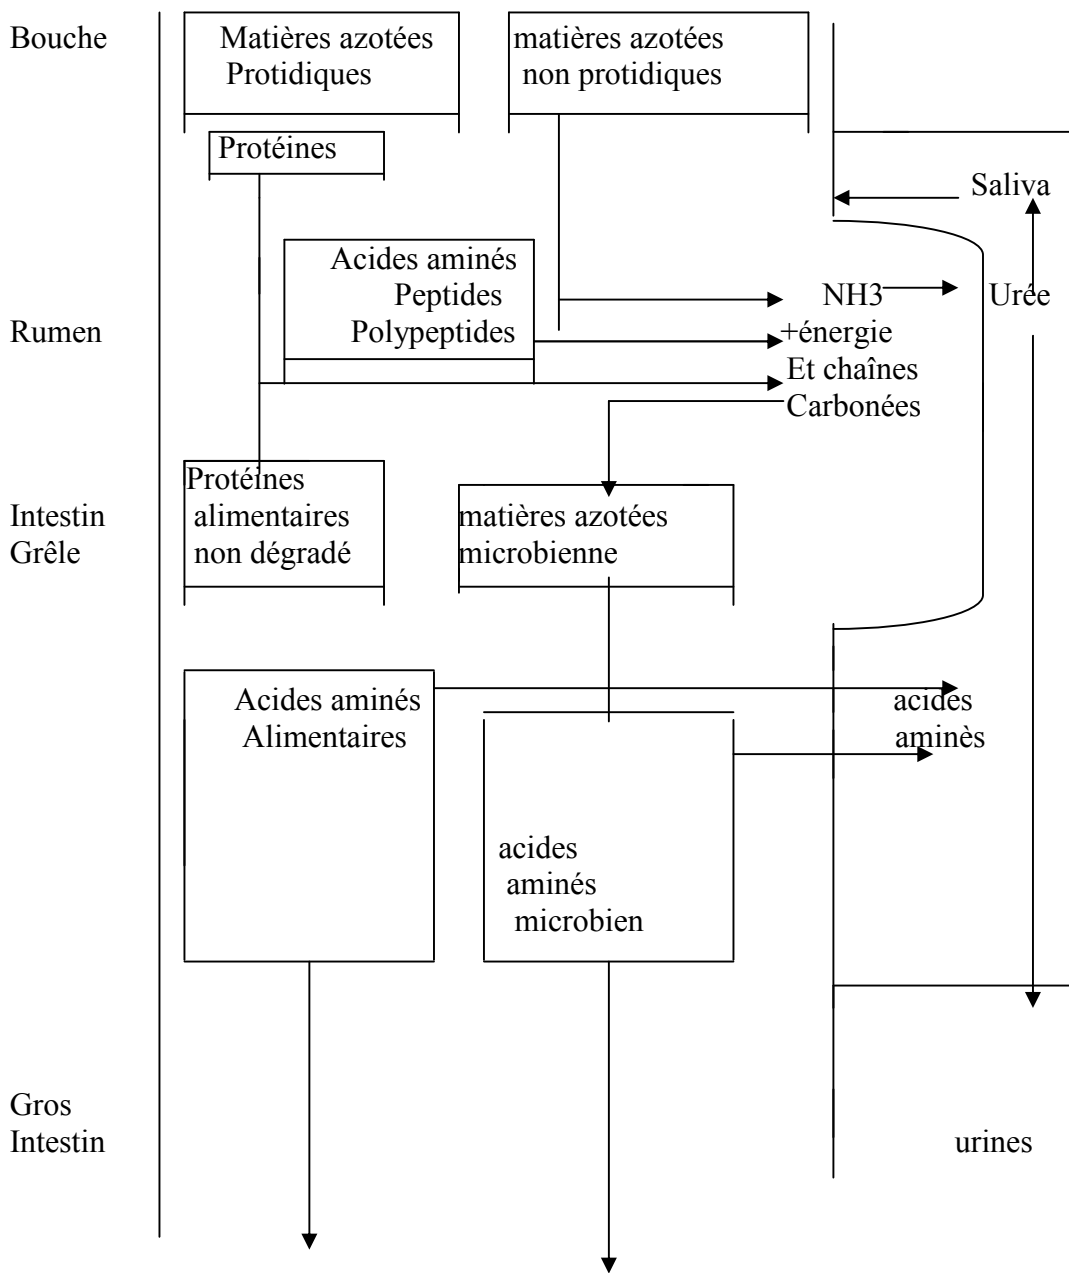 Bouche
Matières azotées
Protidiques
matières azotées
non protidiques
Protéines
Saliva
Acides aminés
Peptides
Polypeptides
NH3
Urée
Rumen
+énergie
Et chaînes
Carbonées
Protéines
alimentaires
non dégradé
Intestin
Grêle
matières azotées
microbienne
Acides aminés
Alimentaires
acides
aminès
acides
aminés
microbien
Gros
Intestin
urines